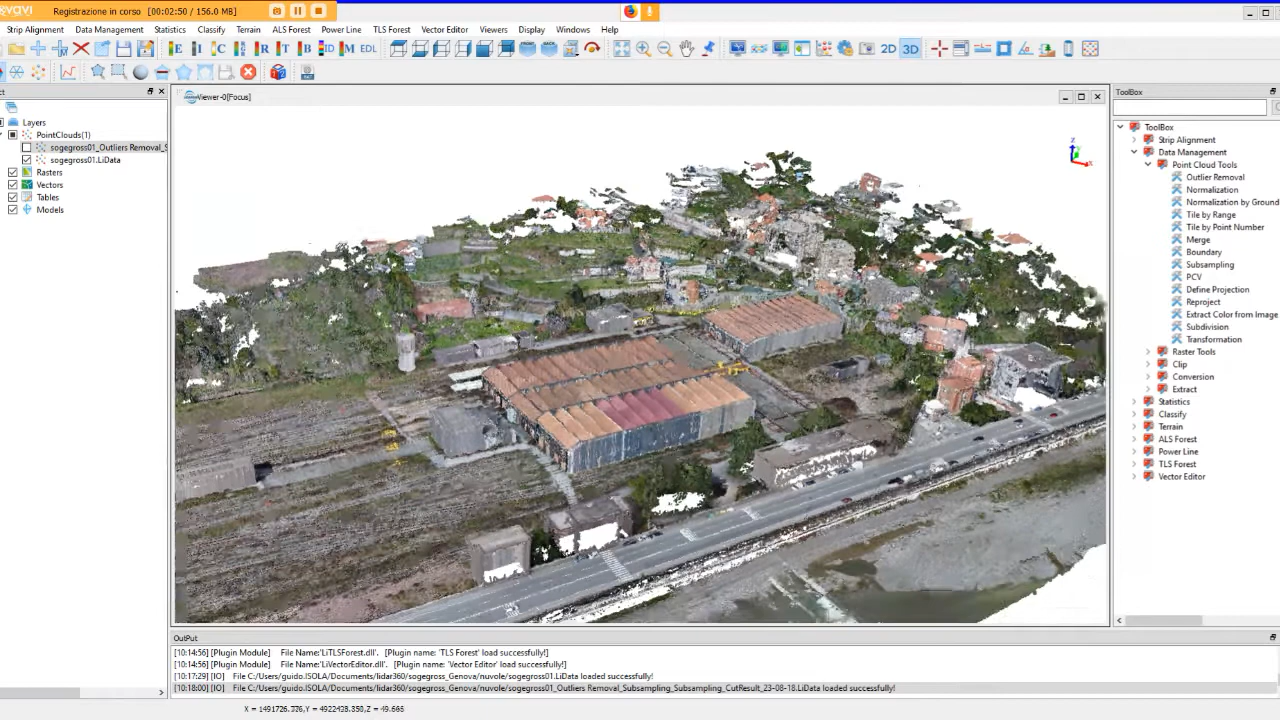 Registrazione in corso [00:02:50 / 156.0 MB]
Strip Alignment Data Management Statistics Classify Terrain ALS Forest Power Line TLS Forest Vector Editor Viewers Display Windows Help
E I C R T B ID M EDL 2D 3D
Viewer-0[Focus]
ToolBox
Layers
PointClouds(1)
sogegross01_Outliers Removal_S
sogegross01.LiData
Rasters
Vectors
Tables
Models
ToolBox
Strip Alignment
Data Management
Point Cloud Tools
Outlier Removal
Normalization
Normalization by Ground
Tile by Range
Tile by Point Number
Merge
Boundary
Subsampling
PCV
Define Projection
Reproject
Extract Color from Image
Subdivision
Transformation
Raster Tools
Clip
Conversion
Extract
Statistics
Classify
Terrain
ALS Forest
Power Line
TLS Forest
Vector Editor
OutPut
[10:14:56] [Plugin Module] File Name:'LiTLSForest.dll'. [Plugin name: 'TLS Forest' load successfully!]
[10:14:56] [Plugin Module] File Name:'LiVectorEditor.dll'. [Plugin name: 'Vector Editor' load successfully!]
[10:17:29] [IO] File C:/Users/guido.ISOLA/Documents/lidar360/sogegross_Genova/nuvole/sogegross01.LiData loaded successfully!
[10:18:00] [IO] File C:/Users/guido.ISOLA/Documents/lidar360/sogegross_Genova/nuvole/sogegross01_Outliers Removal_Subsampling_Subsampling_CutResult_23-08-18.LiData loaded successfully!